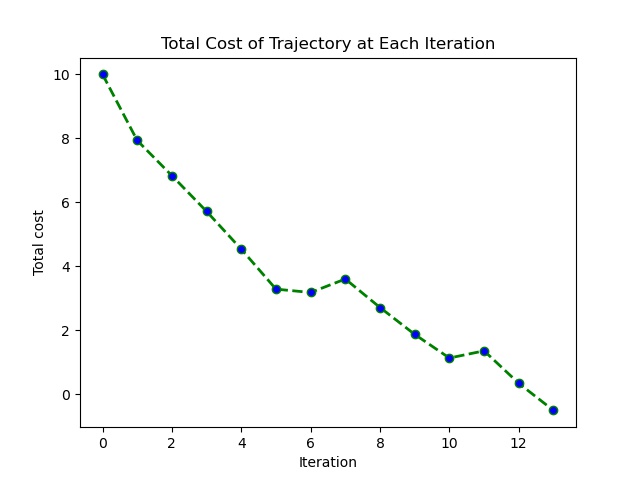 Total Cost of Trajectory at Each Iteration
10
8
6
4
2
0
Total cost
0 2 4 6 8 10 12
Iteration